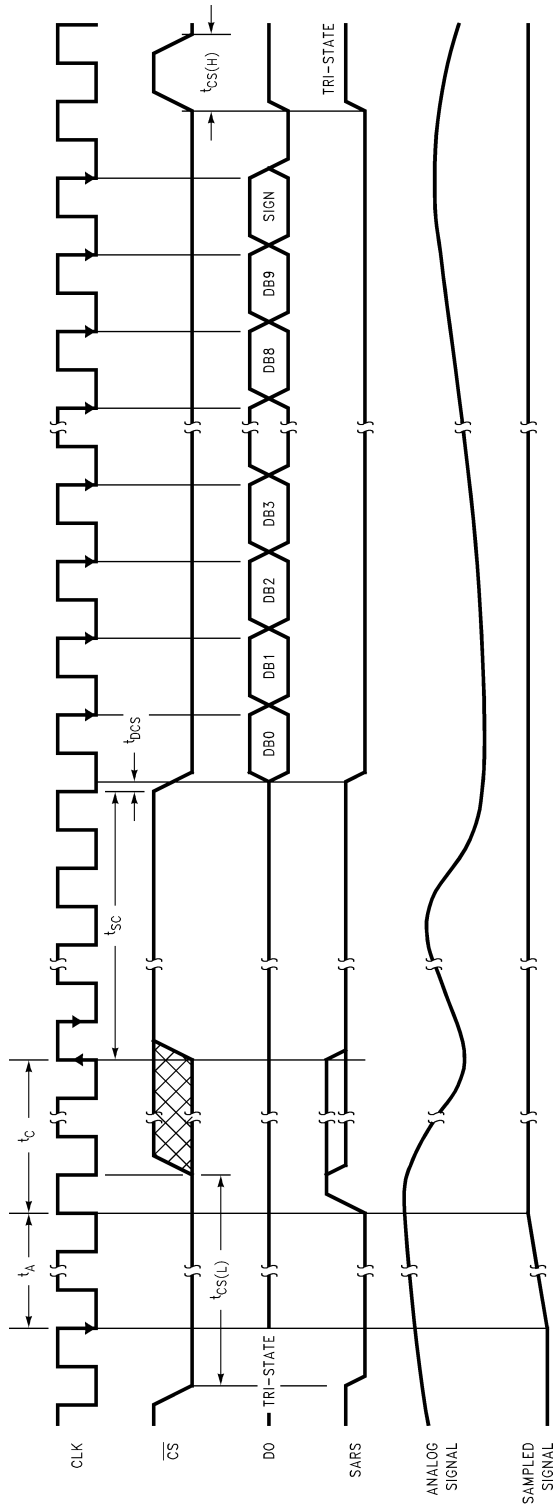 CLK
t_A
t_C
t_SC
t_DCS
C̅S̅
t_CS(L)
t_CS(H)
DO
TRI-STATE
DB0
DB1
DB2
DB3
DB8
DB9
SIGN
SARS
TRI-STATE
ANALOG
SIGNAL
SAMPLED
SIGNAL